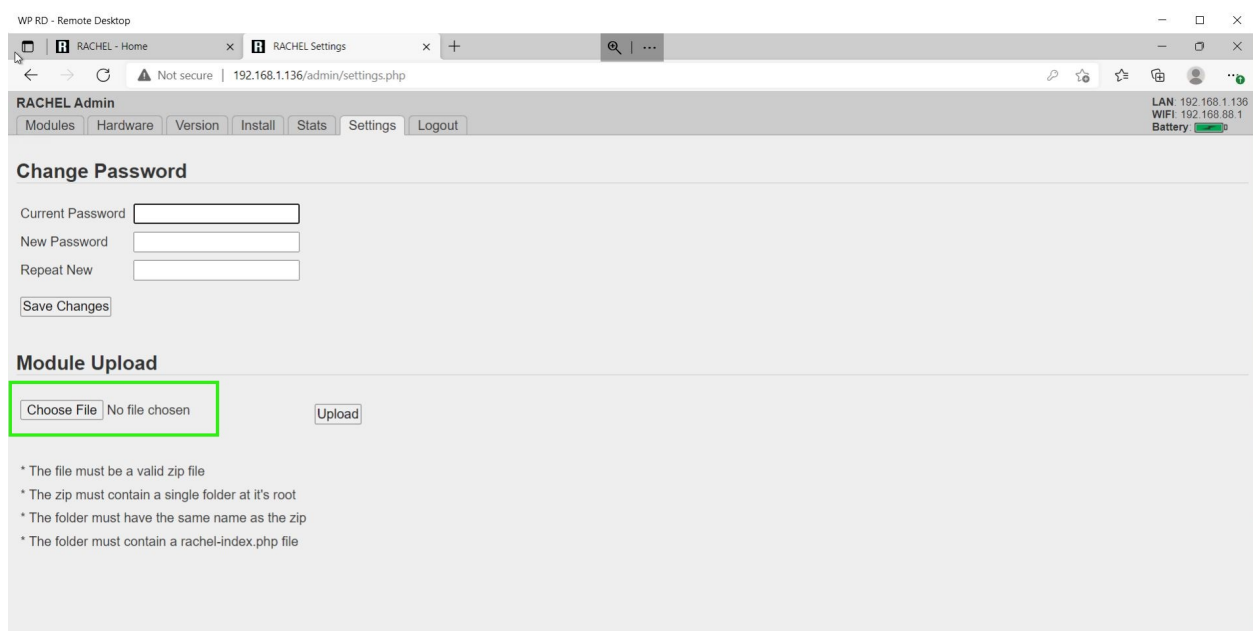 WP RD - Remote Desktop
RACHEL - Home
RACHEL Settings
Not secure | 192.168.1.136/admin/settings.php
RACHEL Admin
LAN: 192.168.1.136
WIFI: 192.168.88.1
Battery:
Modules Hardware Version Install Stats Settings Logout
Change Password
Current Password
New Password
Repeat New
Save Changes
Module Upload
Choose File No file chosen Upload
* The file must be a valid zip file
* The zip must contain a single folder at it's root
* The folder must have the same name as the zip
* The folder must contain a rachel-index.php file